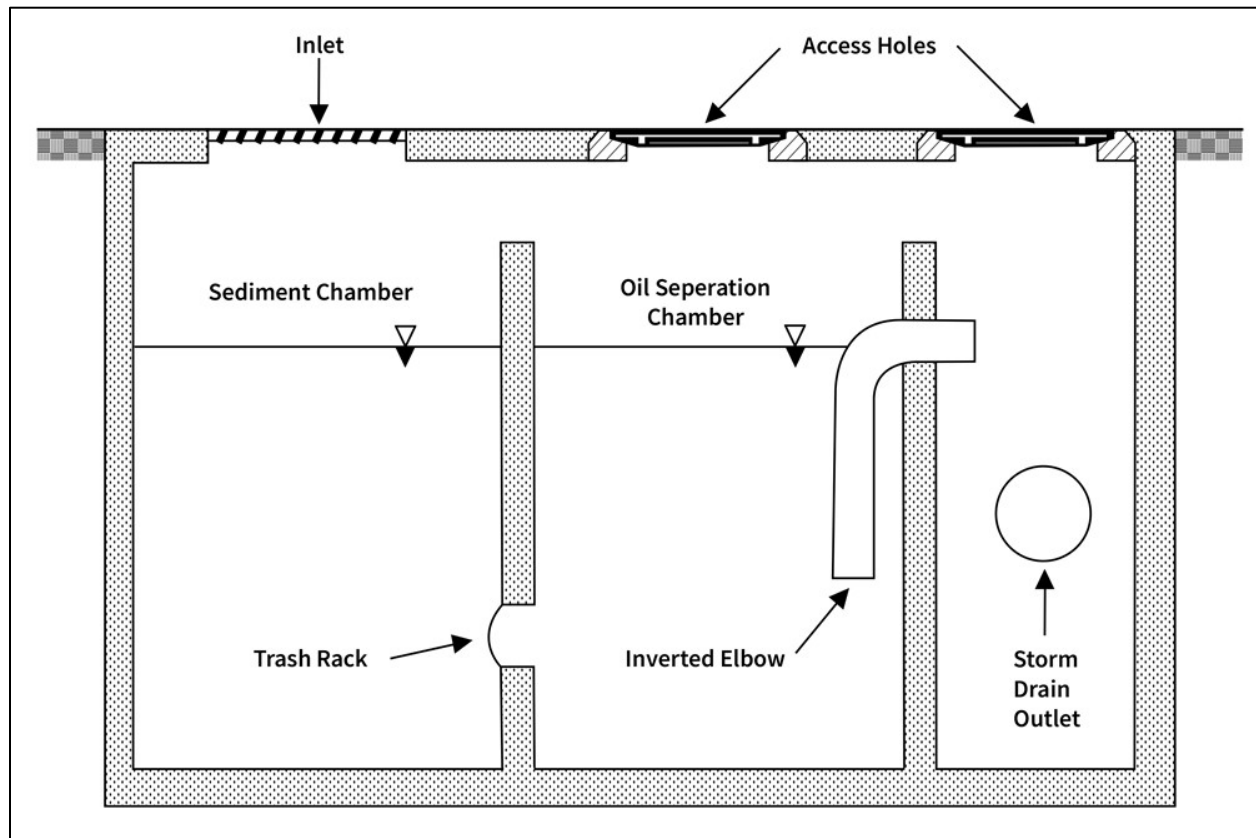 Inlet
Access Holes
Sediment Chamber
Oil Seperation
Chamber
Trash Rack
Inverted Elbow
Storm
Drain
Outlet